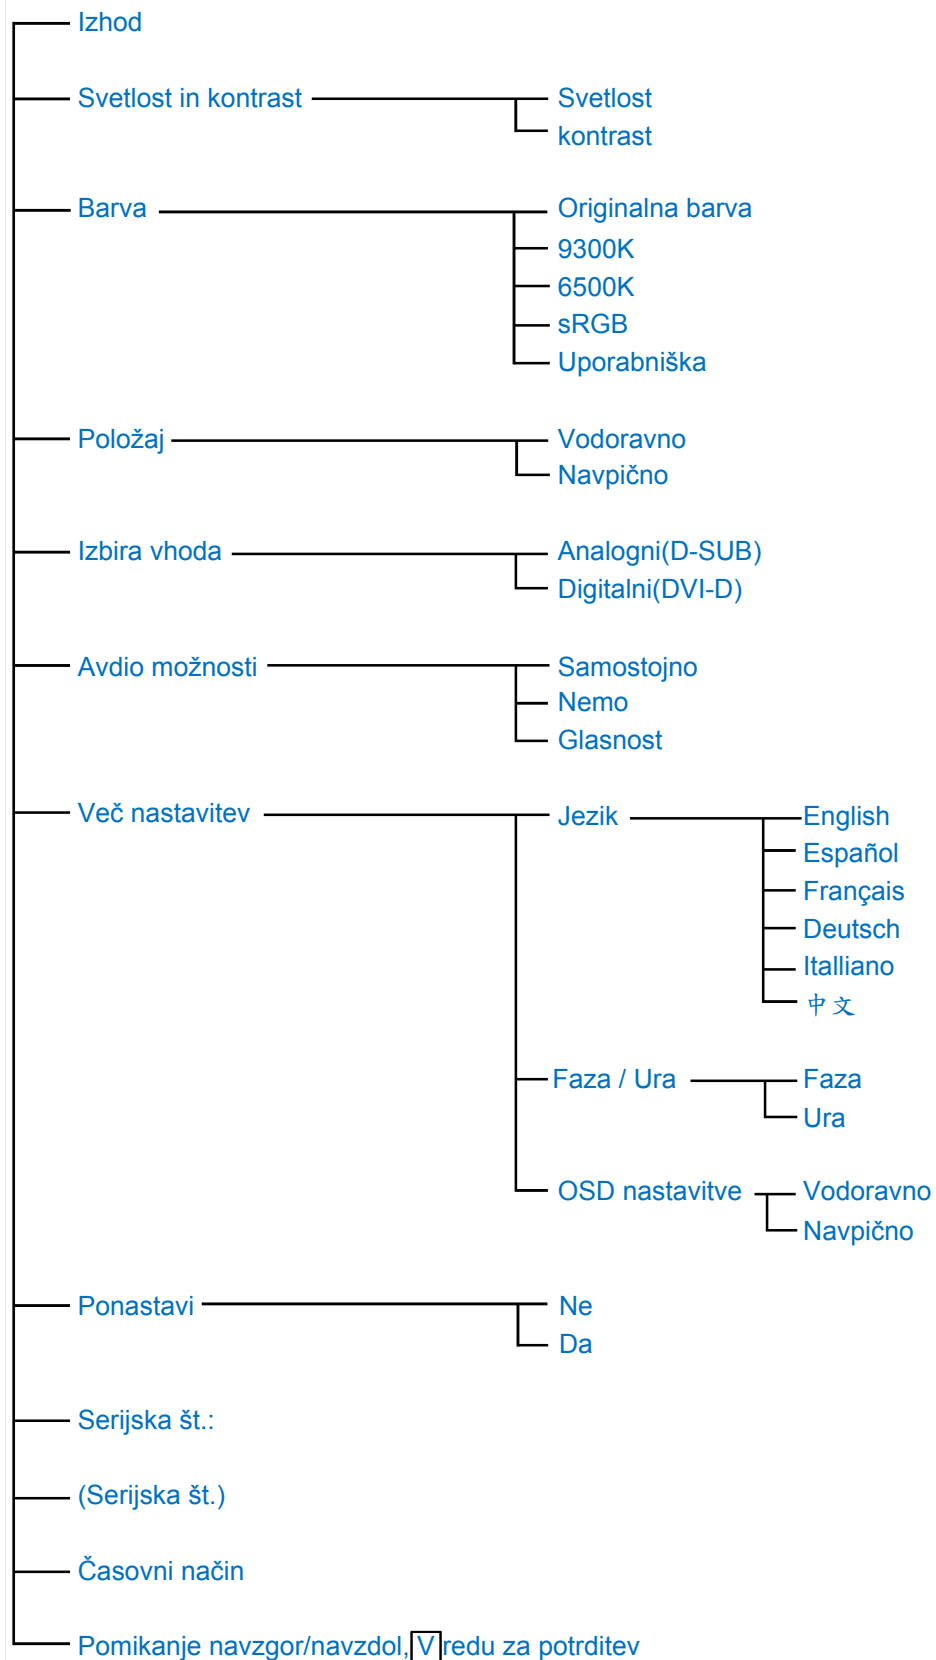 Izhod
Svetlost in kontrast
Svetlost
kontrast
Barva
Originalna barva
9300K
6500K
sRGB
Uporabniška
Položaj
Vodoravno
Navpično
Izbira vhoda
Analogni(D-SUB)
Digitalni(DVI-D)
Avdio možnosti
Samostojno
Nemo
Glasnost
Več nastavitev
Jezik
English
Español
Français
Deutsch
Italliano
中文
Faza / Ura
Faza
Ura
OSD nastavitve
Vodoravno
Navpično
Ponastavi
Ne
Da
Serijska št.:
(Serijska št.)
Časovni način
Pomikanje navzgor/navzdol, V redu za potrditev